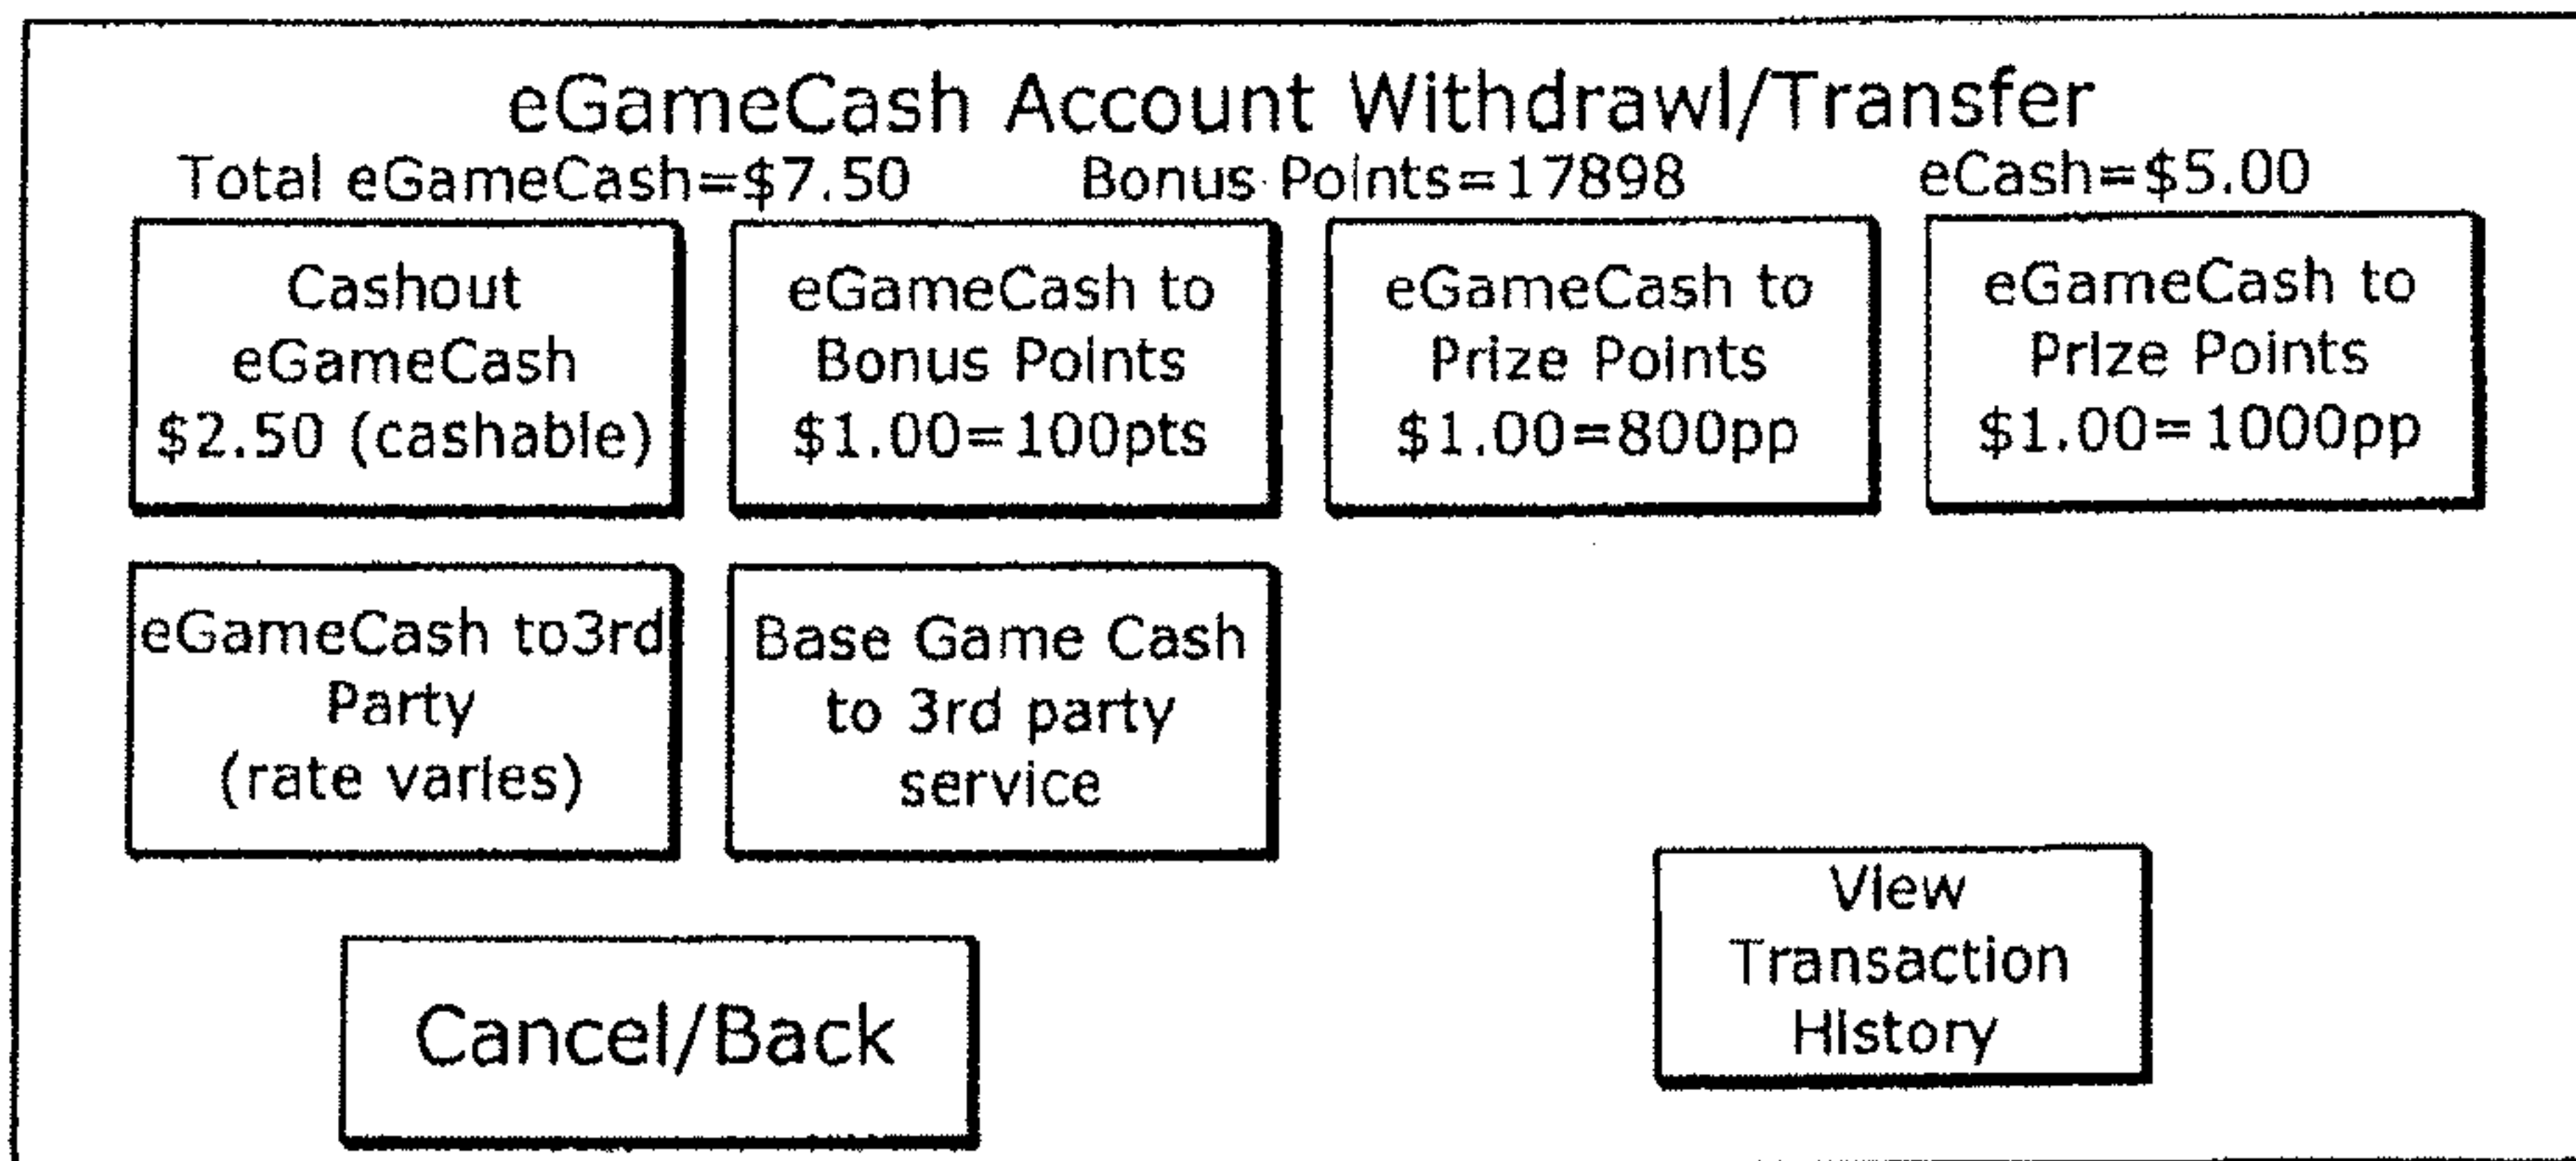 eGameCash Account Withdrawl/Transfer
Total eGameCash=$7.50 Bonus Points=17898 eCash=$5.00
Cashout
eGameCash
$2.50 (cashable)
eGameCash to
Bonus Points
$1.00=100pts
eGameCash to
Prize Points
$1.00=800pp
eGameCash to
Prize Points
$1.00=1000pp
eGameCash to3rd
Party
(rate varies)
Base Game Cash
to 3rd party
service
View
Transaction
History
Cancel/Back